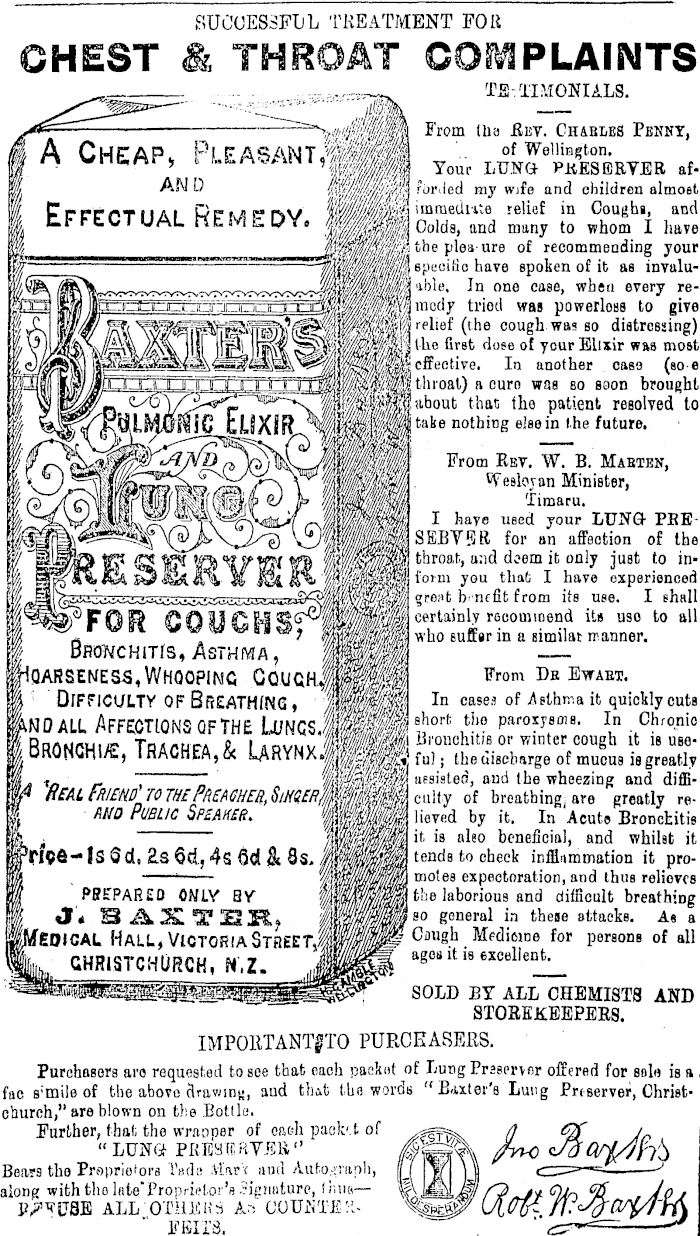 SUCCESSFUL TREATMENT FOR
CHEST & THROAT COMPLAINTS
A CHEAP, PLEASANT,
AND
EFFECTUAL REMEDY.
BAXTER'S
PULMONIC ELIXIR
AND
LUNG
PRESERVER
FOR COUGHS,
BRONCHITIS, ASTHMA,
HOARSENESS, WHOOPING COUGH.
DIFFICULTY OF BREATHING,
AND ALL AFFECTIONS OF THE LUNGS.
BRONCHIÆ, TRACHEA, & LARYNX.
A 'REAL FRIEND' TO THE PREACHER, SINGER,
AND PUBLIC SPEAKER.
Price-1s 6d, 2s 6d, 4s 6d & 8s.
PREPARED ONLY BY
J. BAXTER,
MEDICAL HALL, VICTORIA STREET,
CHRISTCHURCH, N.Z.
BRAMBLE
WELLINGTON
TESTIMONIALS.
From the REV. CHARLES PENNY,
of Wellington.
Your LUNG PRESERVER af-
forded my wife and children almost
immediate relief in Coughs, and
Colds, and many to whom I have
the pleasure of recommending your
specific have spoken of it as invalu-
able. In one case, when every re-
medy tried was powerless to give
relief (the cough was so distressing)
the first dose of your Elixir was most
effective. In another case (so e
throat) a cure was so soon brought
about that the patient resolved to
take nothing else in the future.
From REV. W. B. MARTEN,
Wesleyan Minister,
Timaru.
I have used your LUNG PRE-
SERVER for an affection of the
throat, and deem it only just to in-
form you that I have experienced
great benefit from its use. I shall
certainly recommend its use to all
who suffer in a similar manner.
From DR EWART.
In cases of Asthma it quickly cuts
short the paroxysms. In Chronic
Bronchitis or winter cough it is use-
ful; the discharge of mucus is greatly
assisted, and the wheezing and diffi-
culty of breathing, are greatly re-
lieved by it. In Acute Bronchitis
it is also beneficial, and whilst it
tends to check inflammation it pro-
motes expectoration, and thus relieves
the laborious and difficult breathing
so general in these attacks. As a
Cough Medicine for persons of all
ages it is excellent.
SOLD BY ALL CHEMISTS AND
STOREKEEPERS.
IMPORTANT TO PURCHASERS.
Purchasers are requested to see that each packet of Lung Preserver offered for sale is a
fac simile of the above drawing, and that the words "Baxter's Lung Preserver, Christ-
church," are blown on the Bottle.
Further, that the wrapper of each packet of
"LUNG PRESERVER"
Bears the Proprietors Tade Mark and Autograph,
along with the late Proprietor's Signature, thus—
REFUSE ALL OTHERS AS COUNTER-
FEITS.
SIC EST VITÆ
NIL DESPERANDUM
Jno Baxter
Robt. W. Baxter